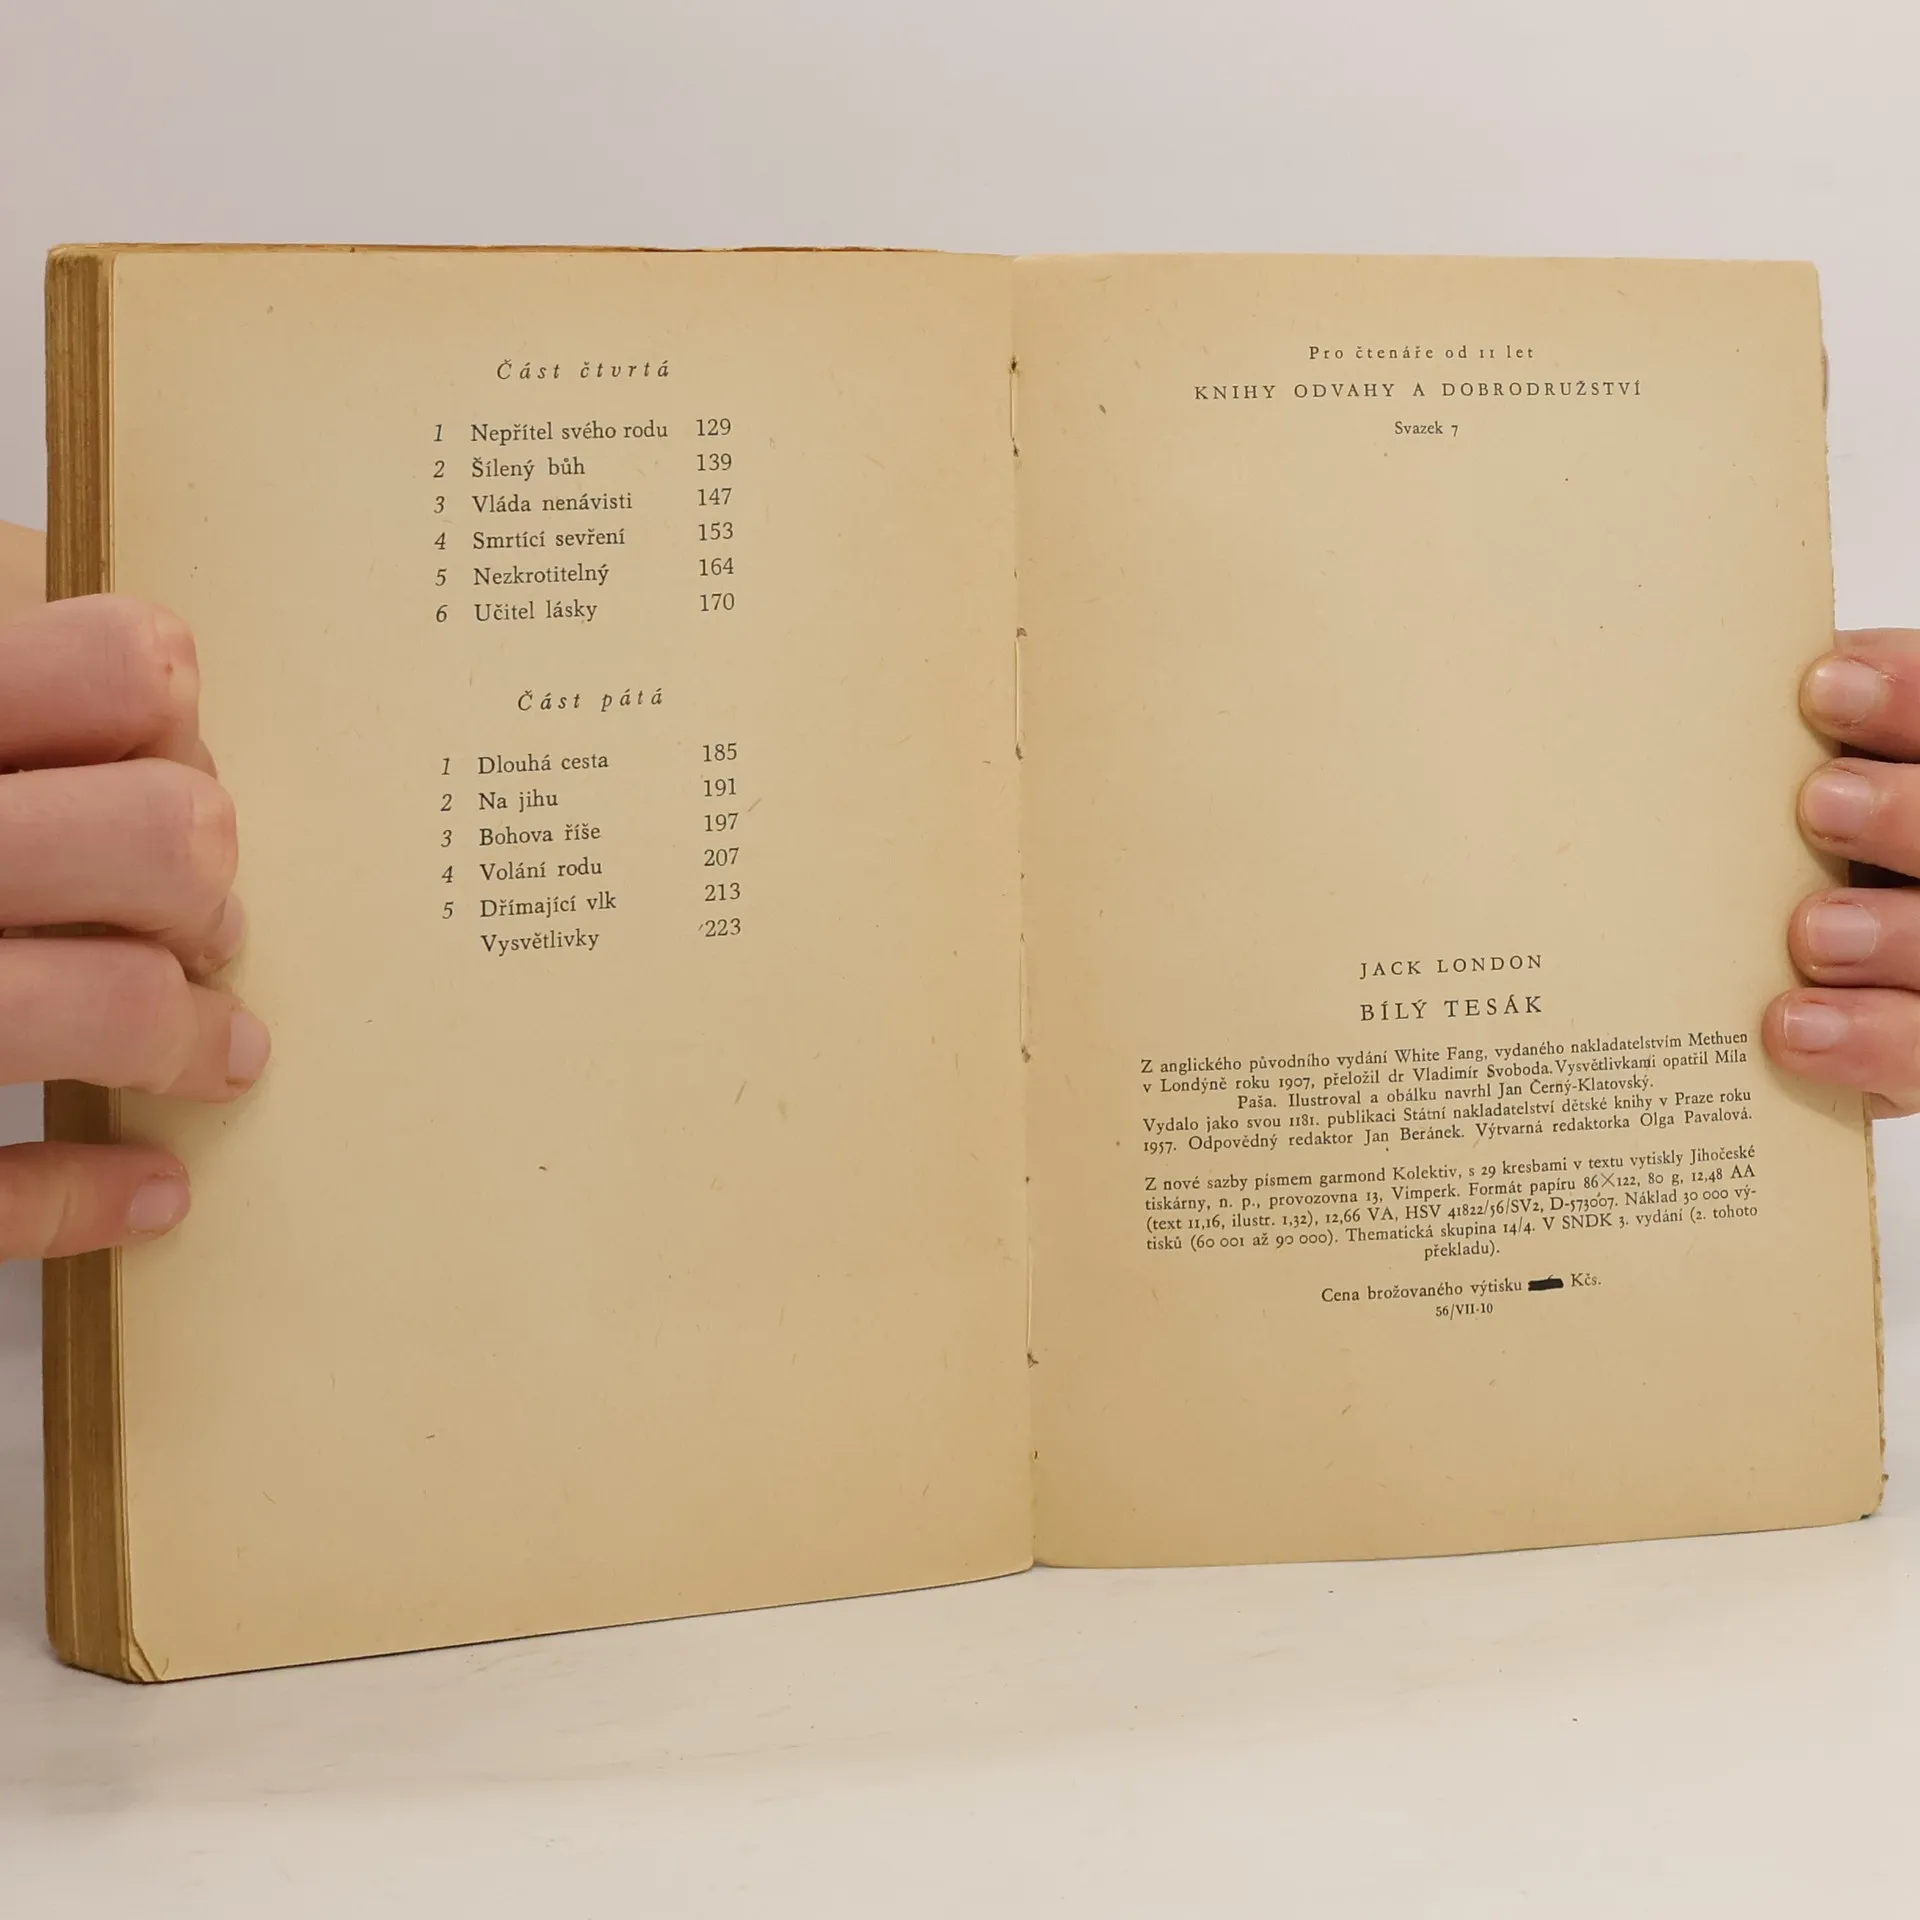 Část čtvrtá
1 Nepřítel svého rodu 129
2 Šílený bůh 139
3 Vláda nenávisti 147
4 Smrtící sevření 153
5 Nezkrotitelný 164
6 Učitel lásky 170
Část pátá
1 Dlouhá cesta 185
2 Na jihu 191
3 Bohova říše 197
4 Volání rodu 207
5 Dřímající vlk 213
Vysvětlivky 223
Pro čtenáře od 11 let
KNIHY ODVAHY A DOBRODRUŽSTVÍ
Svazek 7
JACK LONDON
BÍLÝ TESÁK
Z anglického původního vydání White Fang, vydaného nakladatelstvím Methuen
v Londýně roku 1907, přeložil dr Vladimír Svoboda. Vysvětlivkami opatřil Míla
Paša. Ilustroval a obálku navrhl Jan Černý-Klatovský.
Vydalo jako svou 1181. publikaci Státní nakladatelství dětské knihy v Praze roku
1957. Odpovědný redaktor Jan Beránek. Výtvarná redaktorka Olga Pavalová.
Z nové sazby písmem garmond Kolektiv, s 29 kresbami v textu vytiskly Jihočeské
tiskárny, n. p., provozovna 13, Vimperk. Formát papíru 86×122, 80 g, 12,48 AA
(text 11,16, ilustr. 1,32), 12,66 VA, HSV 41822/56/SV2, D-573067. Náklad 30 000 vý-
tisků (60 001 až 90 000). Thematická skupina 14/4. V SNDK 3. vydání (2. tohoto
překladu).
Cena brožovaného výtisku Kčs.
56/VII-10